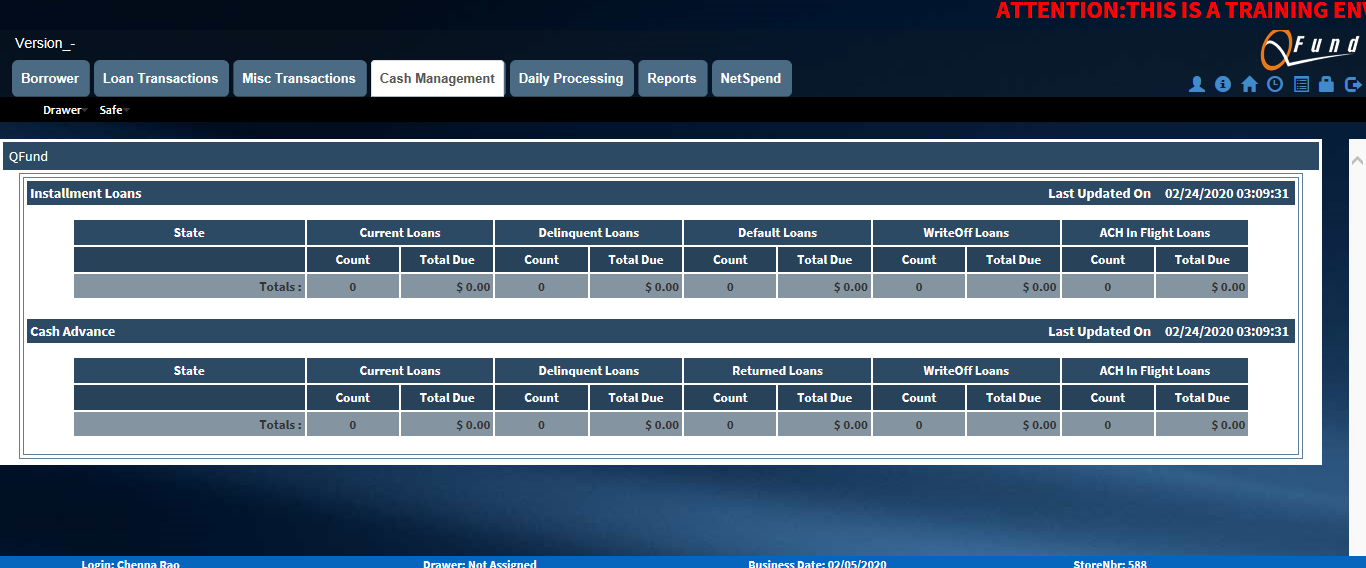 ATTENTION:THIS IS A TRAINING EN
Version_-
QFund
Borrower Loan Transactions Misc Transactions Cash Management Daily Processing Reports NetSpend
Drawer Safe
QFund
Installment Loans Last Updated On 02/24/2020 03:09:31
State Current Loans Delinquent Loans Default Loans WriteOff Loans ACH In Flight Loans
Count Total Due Count Total Due Count Total Due Count Total Due Count Total Due
Totals : 0 $ 0.00 0 $ 0.00 0 $ 0.00 0 $ 0.00 0 $ 0.00
Cash Advance Last Updated On 02/24/2020 03:09:31
State Current Loans Delinquent Loans Returned Loans WriteOff Loans ACH In Flight Loans
Count Total Due Count Total Due Count Total Due Count Total Due Count Total Due
Totals : 0 $ 0.00 0 $ 0.00 0 $ 0.00 0 $ 0.00 0 $ 0.00
Login: Chenna Rao Drawer: Not Assigned Business Date: 02/05/2020 StoreNbr: 588